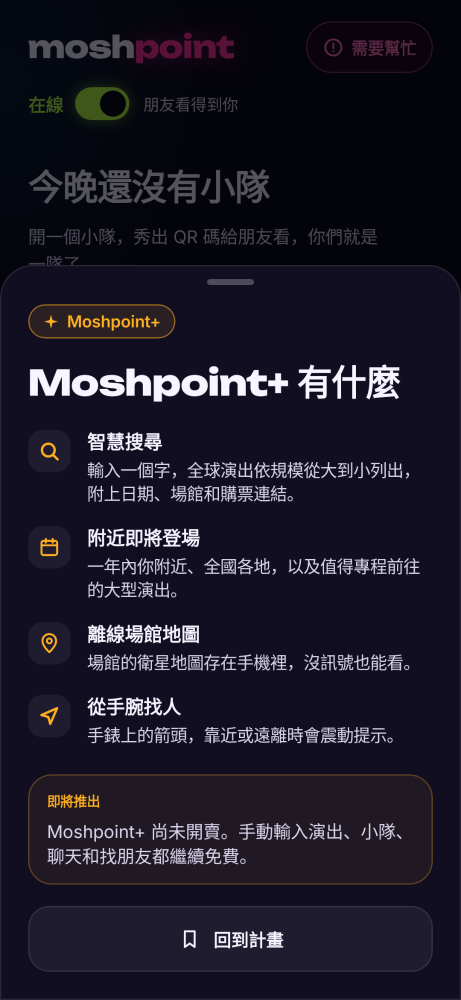 moshpoint
需要幫忙
在線
朋友看得到你
今晚還沒有小隊
開一個小隊，秀出 QR 碼給朋友看，你們就是
一隊了
Moshpoint+
Moshpoint+ 有什麼
智慧搜尋
輸入一個字，全球演出依規模從大到小列出，
附上日期、場館和購票連結。
附近即將登場
一年內你附近、全國各地，以及值得專程前往
的大型演出。
離線場館地圖
場館的衛星地圖存在手機裡，沒訊號也能看。
從手腕找人
手錶上的箭頭，靠近或遠離時會震動提示。
即將推出
Moshpoint+ 尚未開賣。手動輸入演出、小隊、
聊天和找朋友都繼續免費。
回到計畫